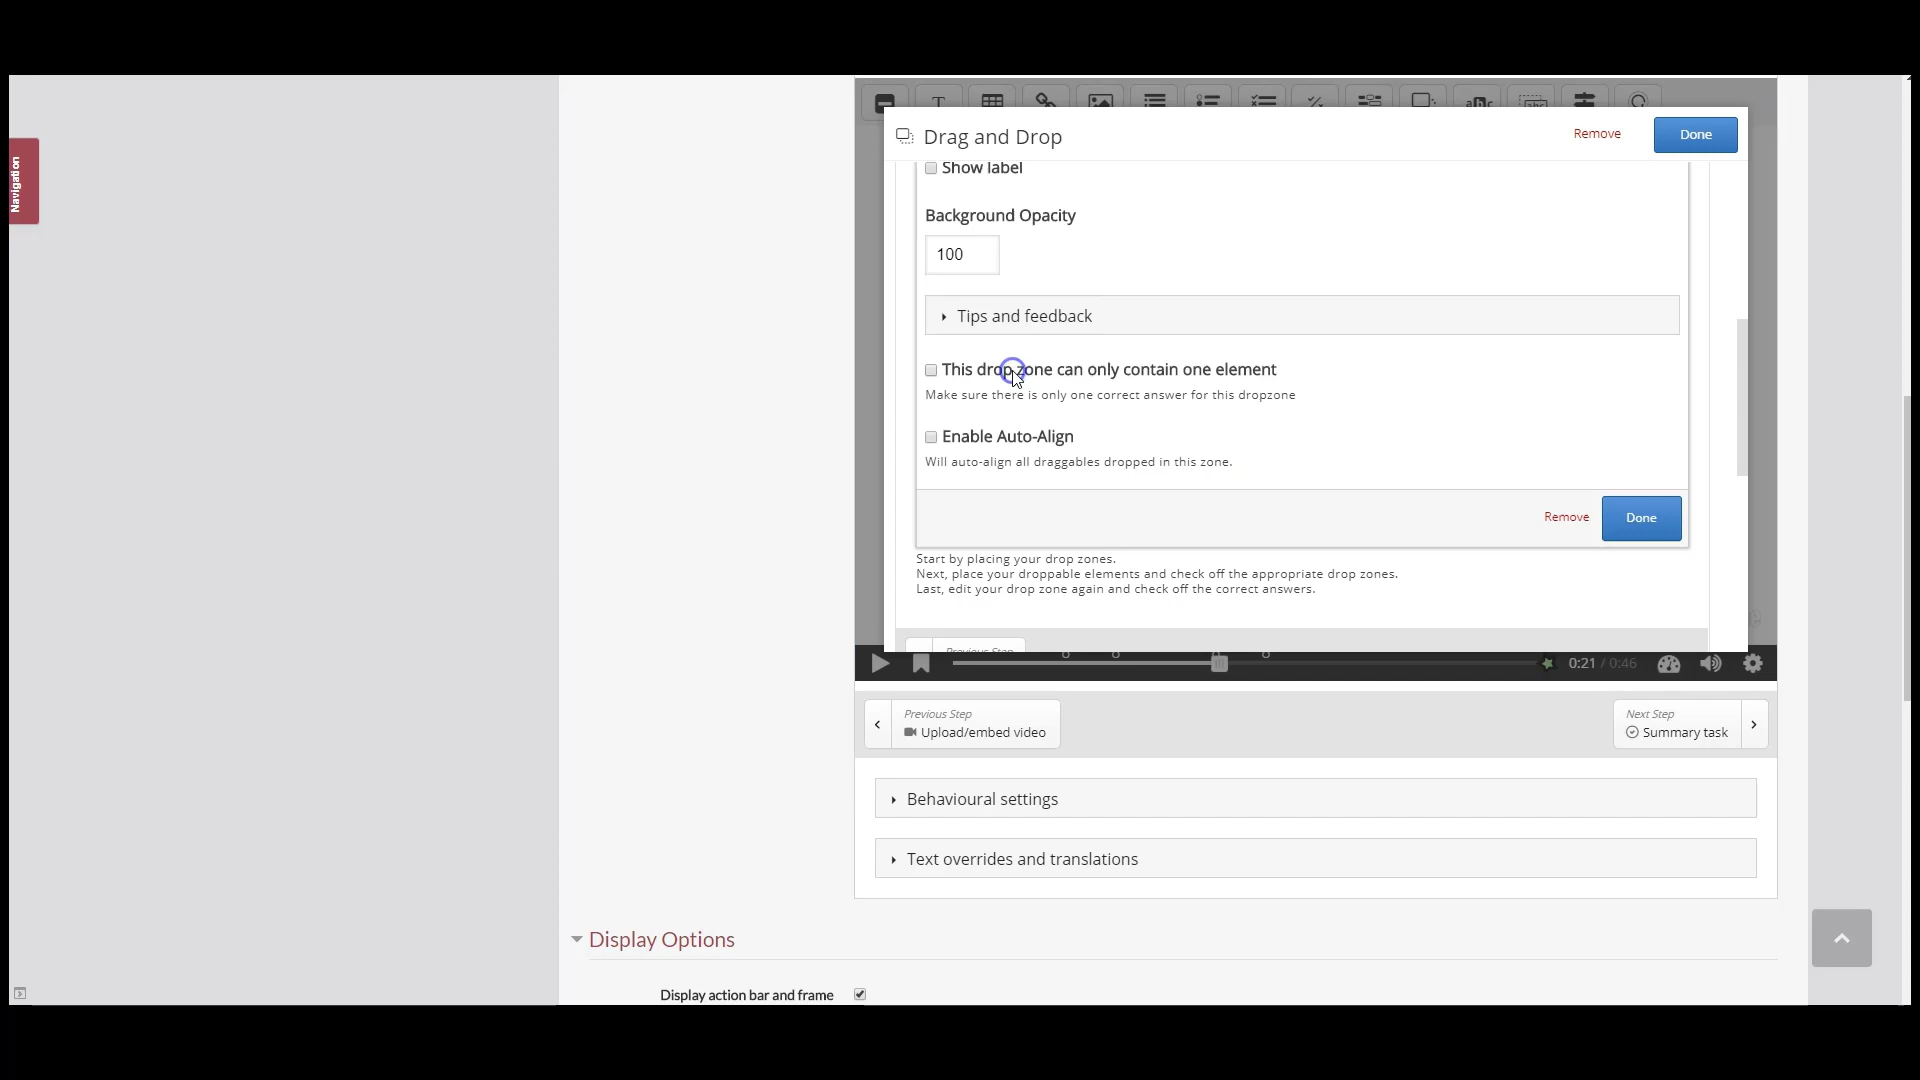 T
abc
abc
Drag and Drop
Remove
Done
Navigation
Show label
Background Opacity
100
Tips and feedback
This drop zone can only contain one element
Make sure there is only one correct answer for this dropzone
Enable Auto-Align
Will auto-align all draggables dropped in this zone.
Remove
Done
Start by placing your drop zones.
Next, place your droppable elements and check off the appropriate drop zones.
Last, edit your drop zone again and check off the correct answers.
Previous Step
0:21 / 0:46
Previous Step
Upload/embed video
Next Step
Summary task
Behavioural settings
Text overrides and translations
Display Options
Display action bar and frame